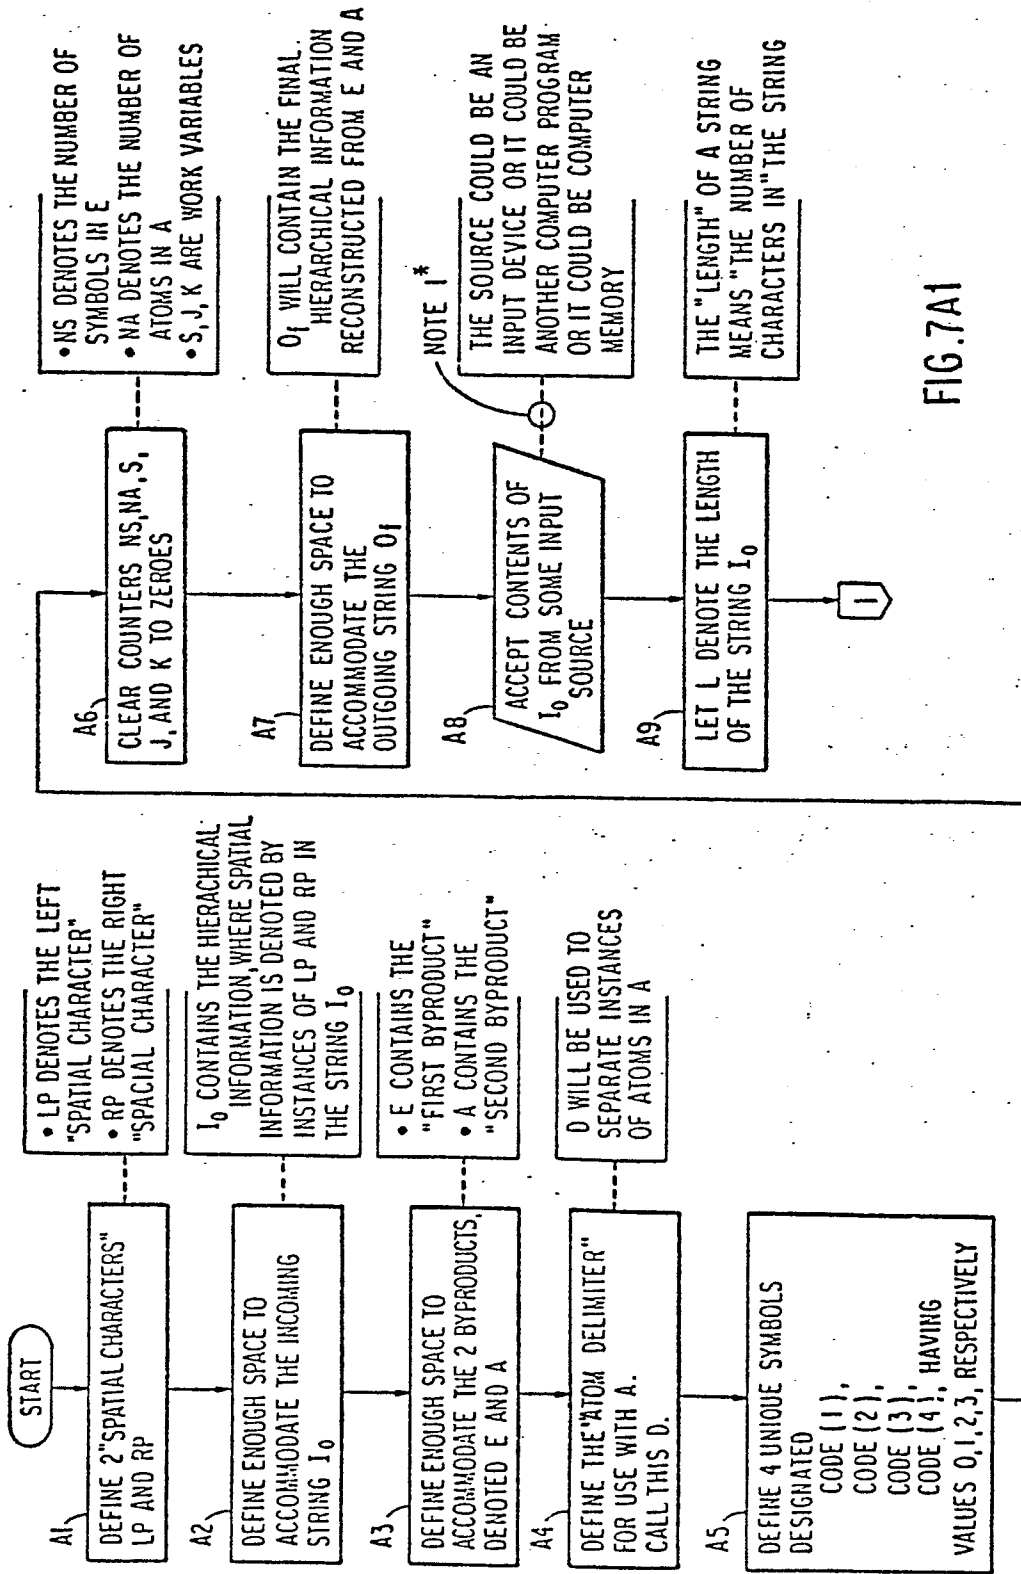 START
A1
DEFINE 2 "SPATIAL CHARACTERS"
LP AND RP
• LP DENOTES THE LEFT
"SPATIAL CHARACTER"
• RP DENOTES THE RIGHT
"SPACIAL CHARACTER"
A2
DEFINE ENOUGH SPACE TO
ACCOMMODATE THE INCOMING
STRING I₀
I₀ CONTAINS THE HIERACHICAL
INFORMATION, WHERE SPATIAL
INFORMATION IS DENOTED BY
INSTANCES OF LP AND RP IN
THE STRING I₀
A3
DEFINE ENOUGH SPACE TO
ACCOMMODATE THE 2 BYPRODUCTS,
DENOTED E AND A
• E CONTAINS THE
"FIRST BYPRODUCT"
• A CONTAINS THE
"SECOND BYPRODUCT"
A4
DEFINE THE "ATOM DELIMITER"
FOR USE WITH A.
CALL THIS D.
D WILL BE USED TO
SEPARATE INSTANCES
OF ATOMS IN A
A5
DEFINE 4 UNIQUE SYMBOLS
DESIGNATED
CODE (1),
CODE (2),
CODE (3),
CODE (4), HAVING
VALUES 0,1,2,3, RESPECTIVELY
A6
CLEAR COUNTERS NS,NA,S,
J, AND K TO ZEROES
• NS DENOTES THE NUMBER OF
SYMBOLS IN E
• NA DENOTES THE NUMBER OF
ATOMS IN A
• S,J,K ARE WORK VARIABLES
A7
DEFINE ENOUGH SPACE TO
ACCOMMODATE THE
OUTGOING STRING Of
Of WILL CONTAIN THE FINAL
HIERARCHICAL INFORMATION
RECONSTRUCTED FROM E AND A
A8
ACCEPT CONTENTS OF
I₀ FROM SOME INPUT
SOURCE
NOTE 1*
THE SOURCE COULD BE AN
INPUT DEVICE OR IT COULD BE
ANOTHER COMPUTER PROGRAM
OR IT COULD BE COMPUTER
MEMORY
A9
LET L DENOTE THE LENGTH
OF THE STRING I₀
THE "LENGTH" OF A STRING
MEANS "THE NUMBER OF
CHARACTERS IN" THE STRING
1
FIG.7A1